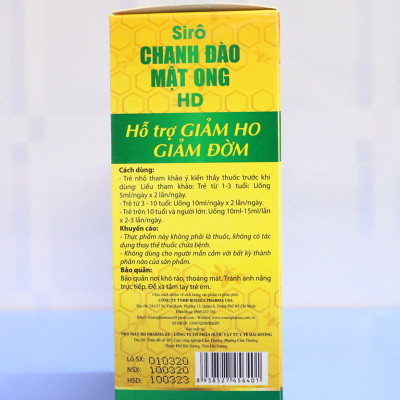 Sirô
CHANH ĐÀO
MẬT ONG
HD
Hỗ trợ GIẢM HO
GIẢM ĐỜM
Cách dùng:
- Trẻ nhỏ tham khảo ý kiến thầy thuốc trước khi
dùng: Liều tham khảo: Trẻ từ 1-3 tuổi: Uống
5ml/ngày x 2 lần/ngày.
- Trẻ từ 3 - 10 tuổi: Uống 10ml/ngày x 2 lần/ngày.
- Trẻ trên 10 tuổi và người lớn: Uống 10ml-15ml/lần
x 2-3 lần/ngày.
Khuyến cáo:
- Thực phẩm này không phải là thuốc, không có tác
dụng thay thế thuốc chữa bệnh.
- Không dùng cho người mẫn cảm với bất kỳ thành
phần nào của sản phẩm.
Bảo quản:
Bảo quản nơi khô ráo, thoáng mát. Tránh ánh nắng
trực tiếp. Để xa tầm tay trẻ em.
Lô SX: 010320
NSX: 100320
HSD: 100323
8 938527 456401